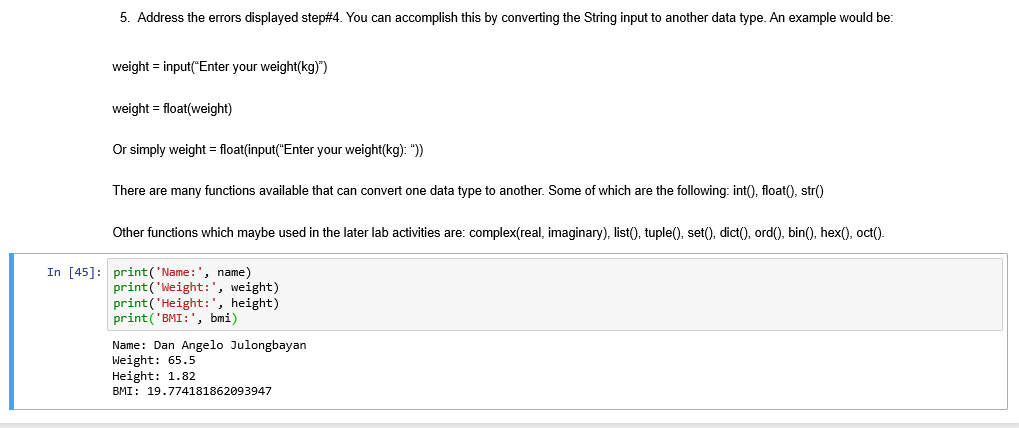 5. Address the errors displayed step#4. You can accomplish this by converting the String input to another data type. An example would be:
weight = input(“Enter your weight(kg)”)
weight = float(weight)
Or simply weight = float(input(“Enter your weight(kg): “))
There are many functions available that can convert one data type to another. Some of which are the following: int(), float(), str()
Other functions which maybe used in the later lab activities are: complex(real, imaginary), list(), tuple(), set(), dict(), ord(), bin(), hex(), oct().
In [45]: print('Name:', name)
print('Weight:', weight)
print('Height:', height)
print('BMI:', bmi)
Name: Dan Angelo Julongbayan
Weight: 65.5
Height: 1.82
BMI: 19.774181862093947